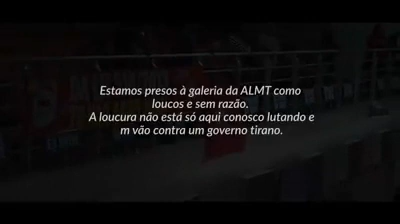 Estamos presos à galeria da ALMT como
loucos e sem razão.
A loucura não está só aqui conosco lutando e
m vão contra um governo tirano.